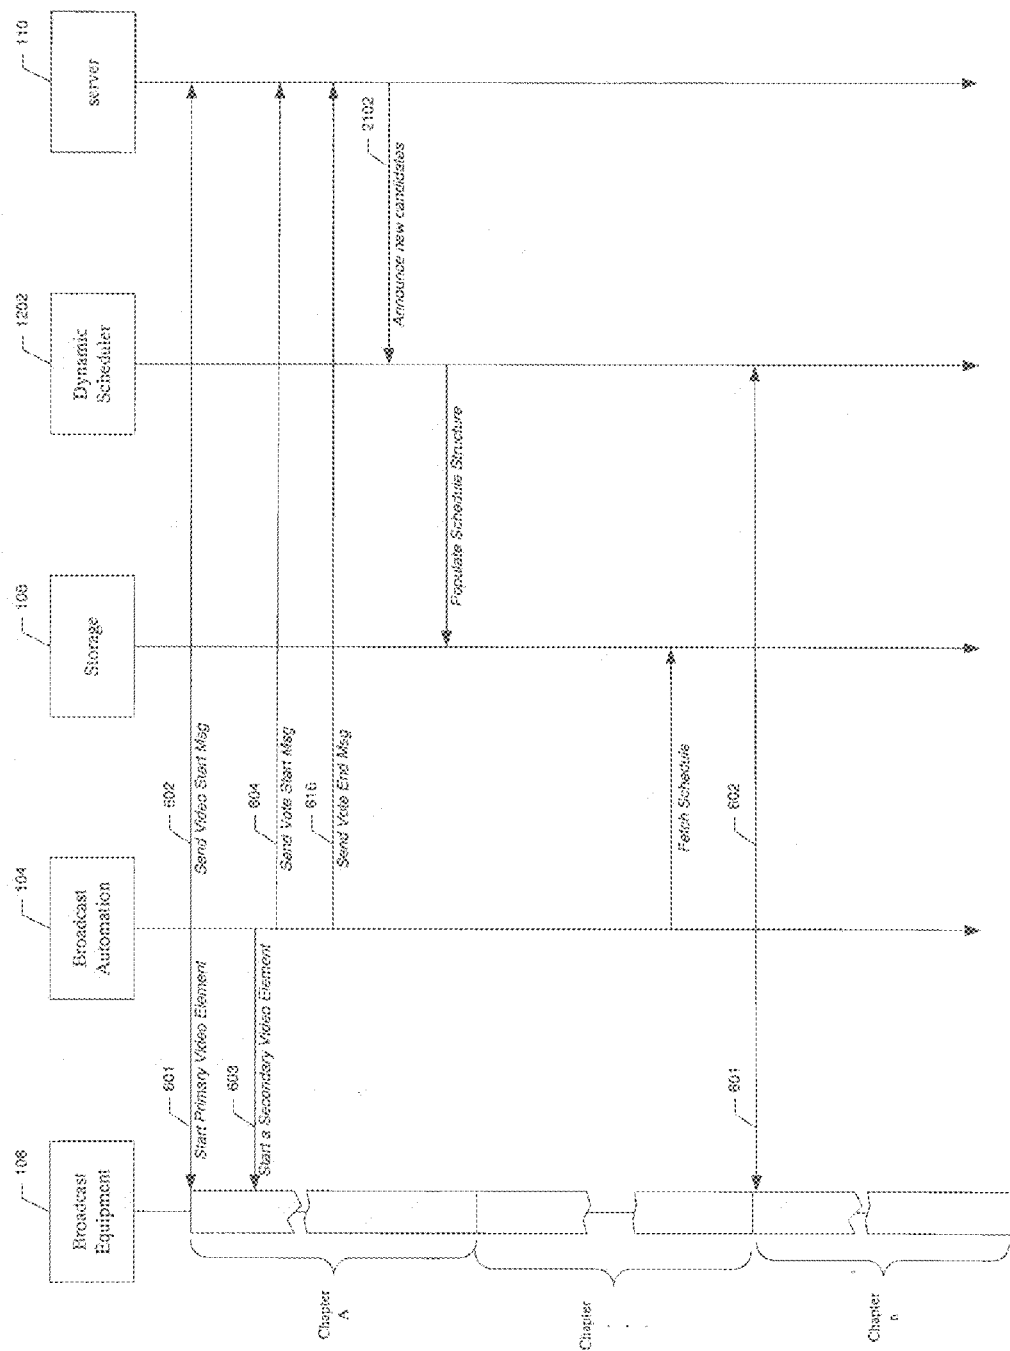 108
104
106
1202
110
Broadcast
Equipment
Broadcast
Automation
Storage
Dynamic
Scheduler
server
601
602
Start Primary Video Element
Send Video Start Msg
603
604
Start a Secondary Video Element
Send Vote Start Msg
616
Send Vote End Msg
2102
Announce new candidates
Chapter
A
Populate Schedule Structure
Chapter
. . .
Fetch Schedule
601
602
Chapter
n